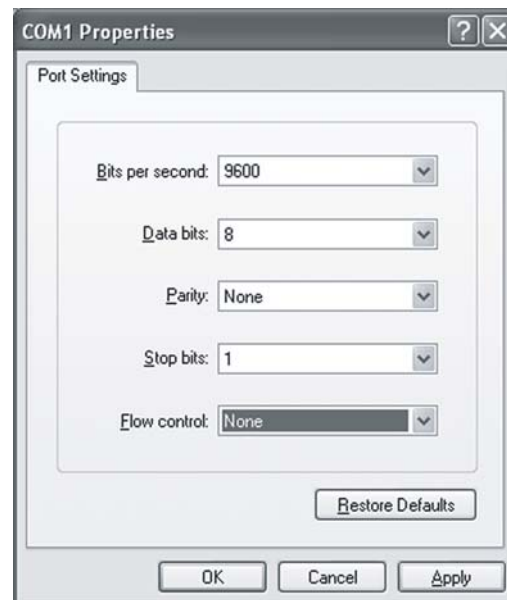 COM1 Properties
Port Settings
Bits per second: 9600
Data bits: 8
Parity: None
Stop bits: 1
Flow control: None
Restore Defaults
OK Cancel Apply